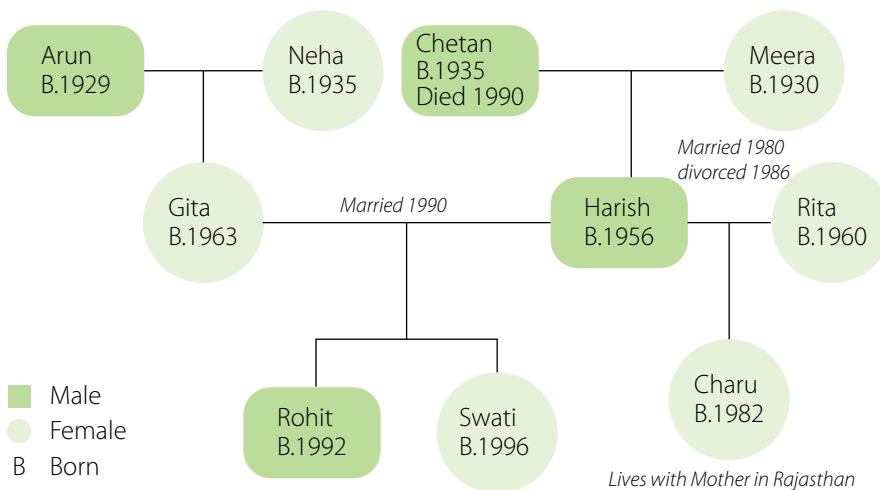 Arun
B.1929
Neha
B.1935
Chetan
B.1935
Died 1990
Meera
B.1930
Married 1980
divorced 1986
Gita
B.1963
Married 1990
Harish
B.1956
Rita
B.1960
Male
Female
B Born
Rohit
B.1992
Swati
B.1996
Charu
B.1982
Lives with Mother in Rajasthan